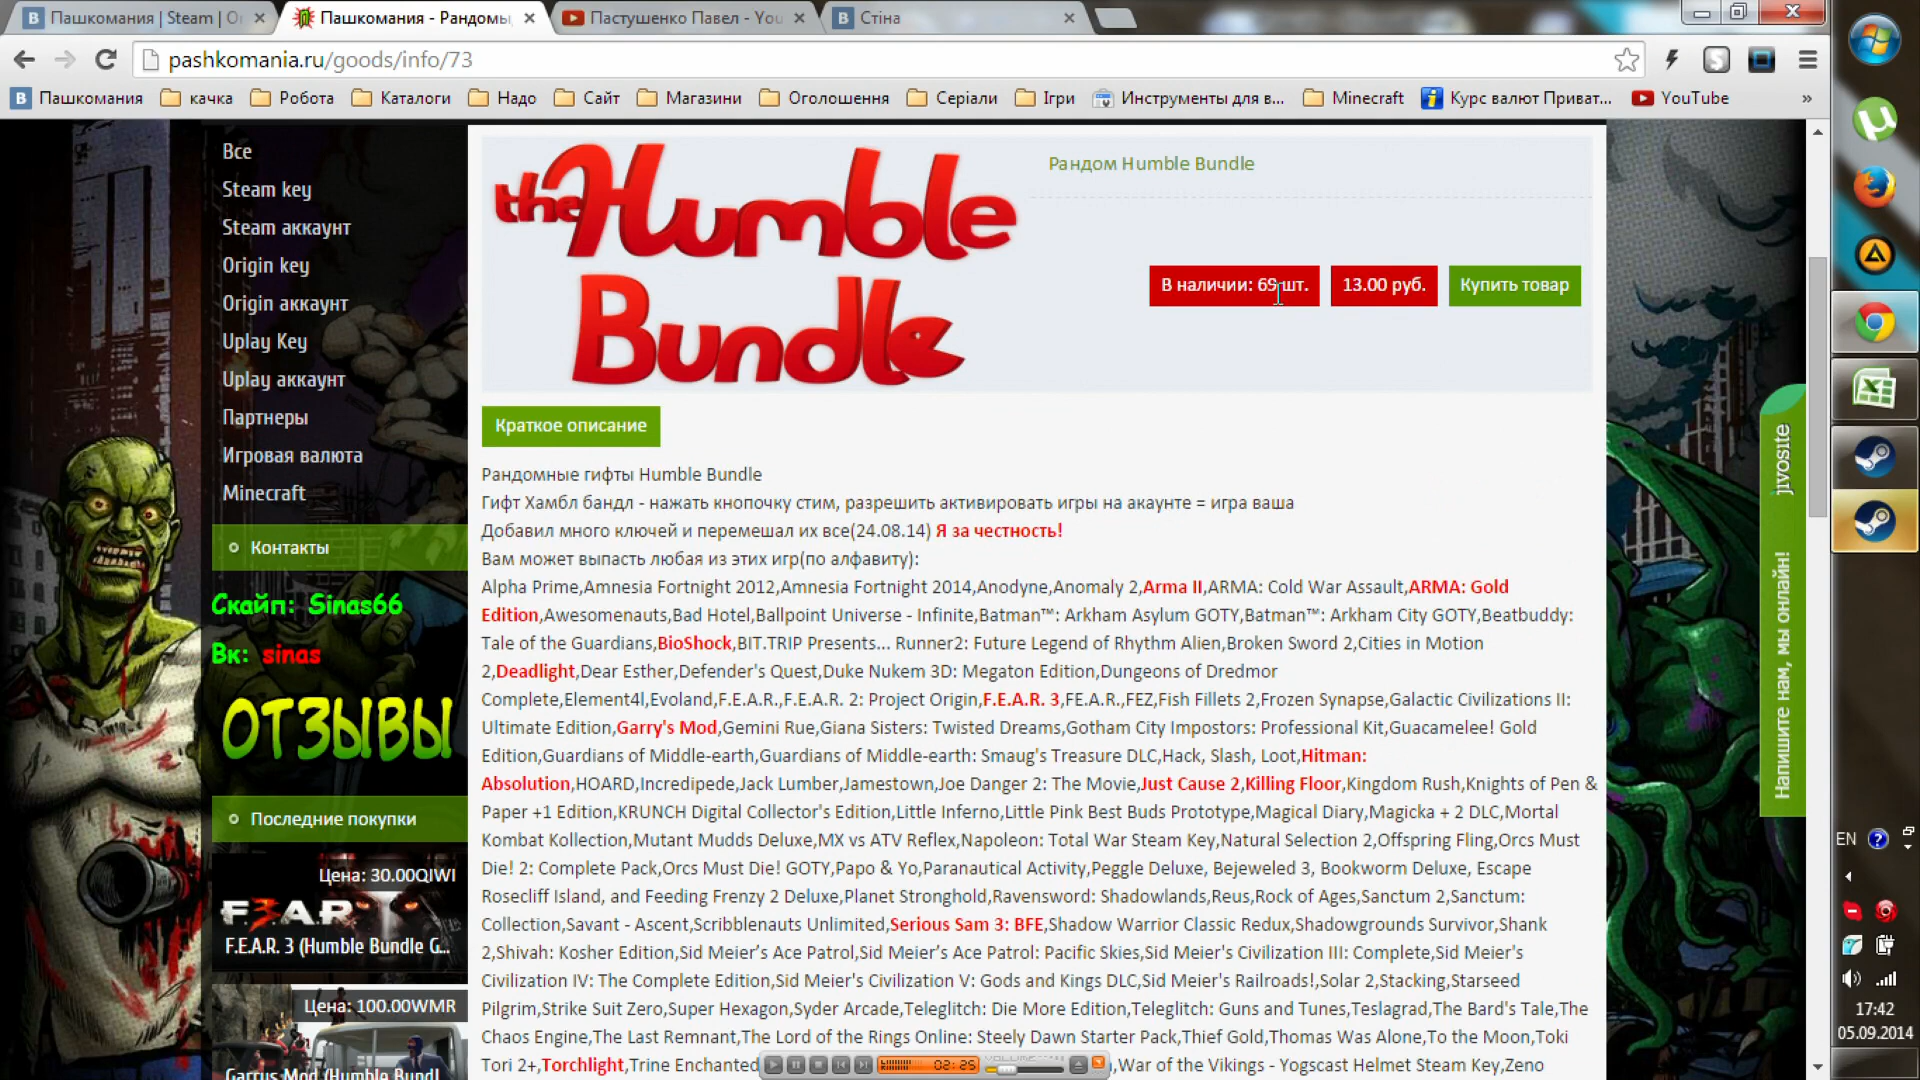 Пашкомания | Steam | Or
Пашкомания - Рандомы,
Пастушенко Павел - You
Стіна
pashkomania.ru/goods/info/73
Пашкомания
качка
Робота
Каталоги
Надо
Сайт
Магазини
Оголошення
Серіали
Ігри
Инструменты для в...
Minecraft
Курс валют Приват...
YouTube
»
Все
Steam key
Steam аккаунт
Origin key
Origin аккаунт
Uplay Key
Uplay аккаунт
Партнеры
Игровая валюта
Minecraft
Контакты
Скайп: Sinas66
Вк: sinas
ОТЗЫВЫ
Последние покупки
Цена: 30.00QIWI
F.3.A.R
F.E.A.R. 3 (Humble Bundle G...
Цена: 100.00WMR
Garrys Mod (Humble Bundl
the Humble
Bundle
Рандом Humble Bundle
В наличии: 69 шт.
13.00 руб.
Купить товар
Краткое описание
Рандомные гифты Humble Bundle
Гифт Хамбл бандл - нажать кнопочку стим, разрешить активировать игры на акаунте = игра ваша
Добавил много ключей и перемешал их все(24.08.14) Я за честность!
Вам может выпасть любая из этих игр(по алфавиту):
Alpha Prime,Amnesia Fortnight 2012,Amnesia Fortnight 2014,Anodyne,Anomaly 2,Arma II,ARMA: Cold War Assault,ARMA: Gold
Edition,Awesomenauts,Bad Hotel,Ballpoint Universe - Infinite,Batman™: Arkham Asylum GOTY,Batman™: Arkham City GOTY,Beatbuddy:
Tale of the Guardians,BioShock,BIT.TRIP Presents... Runner2: Future Legend of Rhythm Alien,Broken Sword 2,Cities in Motion
2,Deadlight,Dear Esther,Defender's Quest,Duke Nukem 3D: Megaton Edition,Dungeons of Dredmor
Complete,Element4l,Evoland,F.E.A.R.,F.E.A.R. 2: Project Origin,F.E.A.R. 3,FE.A.R.,FEZ,Fish Fillets 2,Frozen Synapse,Galactic Civilizations II:
Ultimate Edition,Garry's Mod,Gemini Rue,Giana Sisters: Twisted Dreams,Gotham City Impostors: Professional Kit,Guacamelee! Gold
Edition,Guardians of Middle-earth,Guardians of Middle-earth: Smaug's Treasure DLC,Hack, Slash, Loot,Hitman:
Absolution,HOARD,Incredipede,Jack Lumber,Jamestown,Joe Danger 2: The Movie,Just Cause 2,Killing Floor,Kingdom Rush,Knights of Pen &
Paper +1 Edition,KRUNCH Digital Collector's Edition,Little Inferno,Little Pink Best Buds Prototype,Magical Diary,Magicka + 2 DLC,Mortal
Kombat Kollection,Mutant Mudds Deluxe,MX vs ATV Reflex,Napoleon: Total War Steam Key,Natural Selection 2,Offspring Fling,Orcs Must
Die! 2: Complete Pack,Orcs Must Die! GOTY,Papo & Yo,Paranautical Activity,Peggle Deluxe, Bejeweled 3, Bookworm Deluxe, Escape
Rosecliff Island, and Feeding Frenzy 2 Deluxe,Planet Stronghold,Ravensword: Shadowlands,Reus,Rock of Ages,Sanctum 2,Sanctum:
Collection,Savant - Ascent,Scribblenauts Unlimited,Serious Sam 3: BFE,Shadow Warrior Classic Redux,Shadowgrounds Survivor,Shank
2,Shivah: Kosher Edition,Sid Meier’s Ace Patrol,Sid Meier’s Ace Patrol: Pacific Skies,Sid Meier's Civilization III: Complete,Sid Meier's
Civilization IV: The Complete Edition,Sid Meier's Civilization V: Gods and Kings DLC,Sid Meier's Railroads!,Solar 2,Stacking,Starseed
Pilgrim,Strike Suit Zero,Super Hexagon,Syder Arcade,Teleglitch: Die More Edition,Teleglitch: Guns and Tunes,Teslagrad,The Bard's Tale,The
Chaos Engine,The Last Remnant,The Lord of the Rings Online: Steely Dawn Starter Pack,Thief Gold,Thomas Was Alone,To the Moon,Toki
Tori 2+,Torchlight,Trine Enchanted ,War of the Vikings - Yogscast Helmet Steam Key,Zeno
02:25
VOLUME
jivosite
Напишите нам, мы онлайн!
EN
17:42
05.09.2014